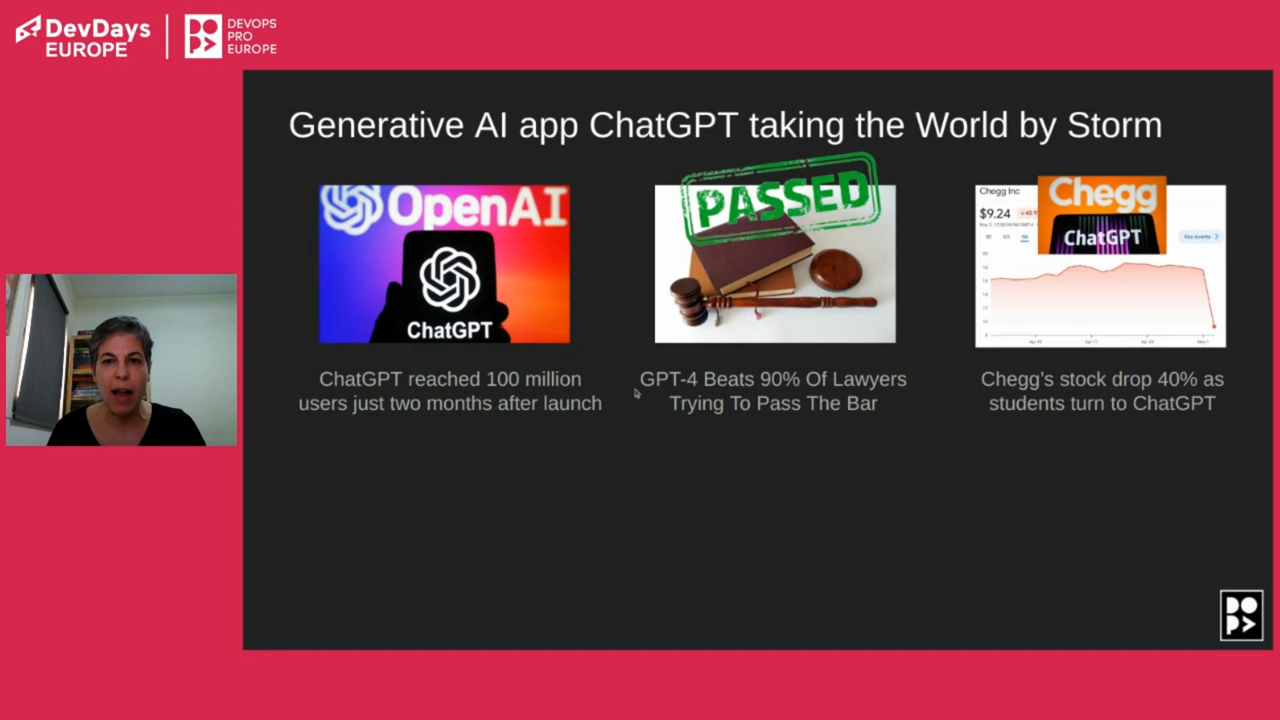 DevDays
EUROPE
DEVOPS
PRO
EUROPE
Generative AI app ChatGPT taking the World by Storm
OpenAI
ChatGPT
PASSED
Chegg Inc
$9.24
Chegg
ChatGPT
Key events
ChatGPT reached 100 million
users just two months after launch
GPT-4 Beats 90% Of Lawyers
Trying To Pass The Bar
Chegg's stock drop 40% as
students turn to ChatGPT